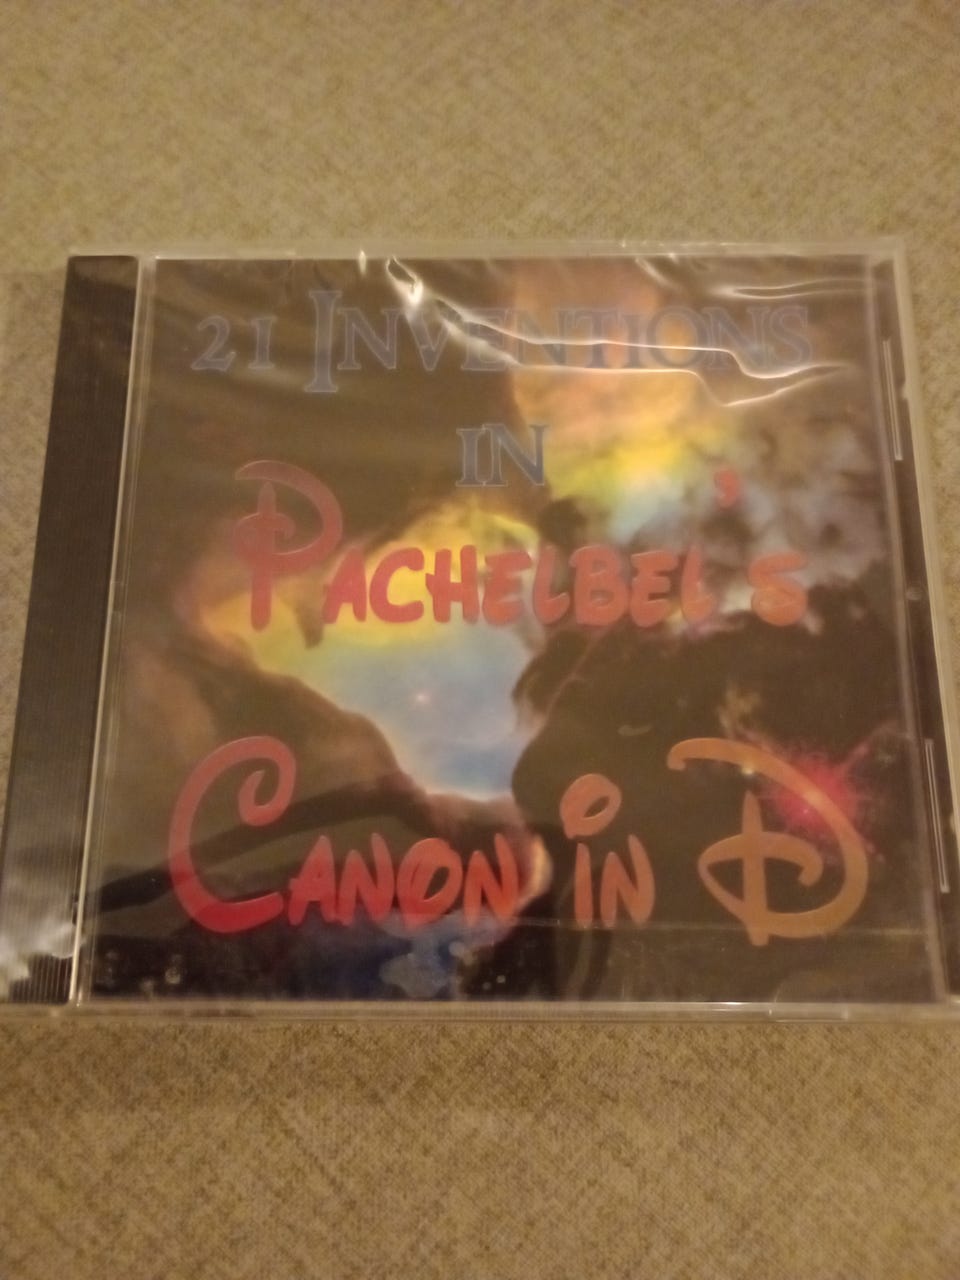 21 INVENTIONS
IN
PACHELBEL'S
CANON IN D